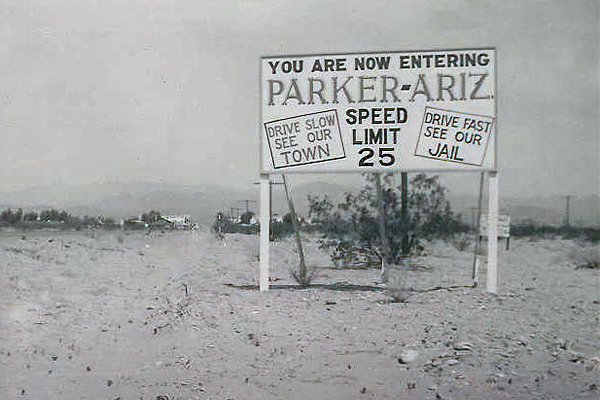 YOU ARE NOW ENTERING
PARKER-ARIZ.
DRIVE SLOW
SEE OUR
TOWN
SPEED
LIMIT
25
DRIVE FAST
SEE OUR
JAIL